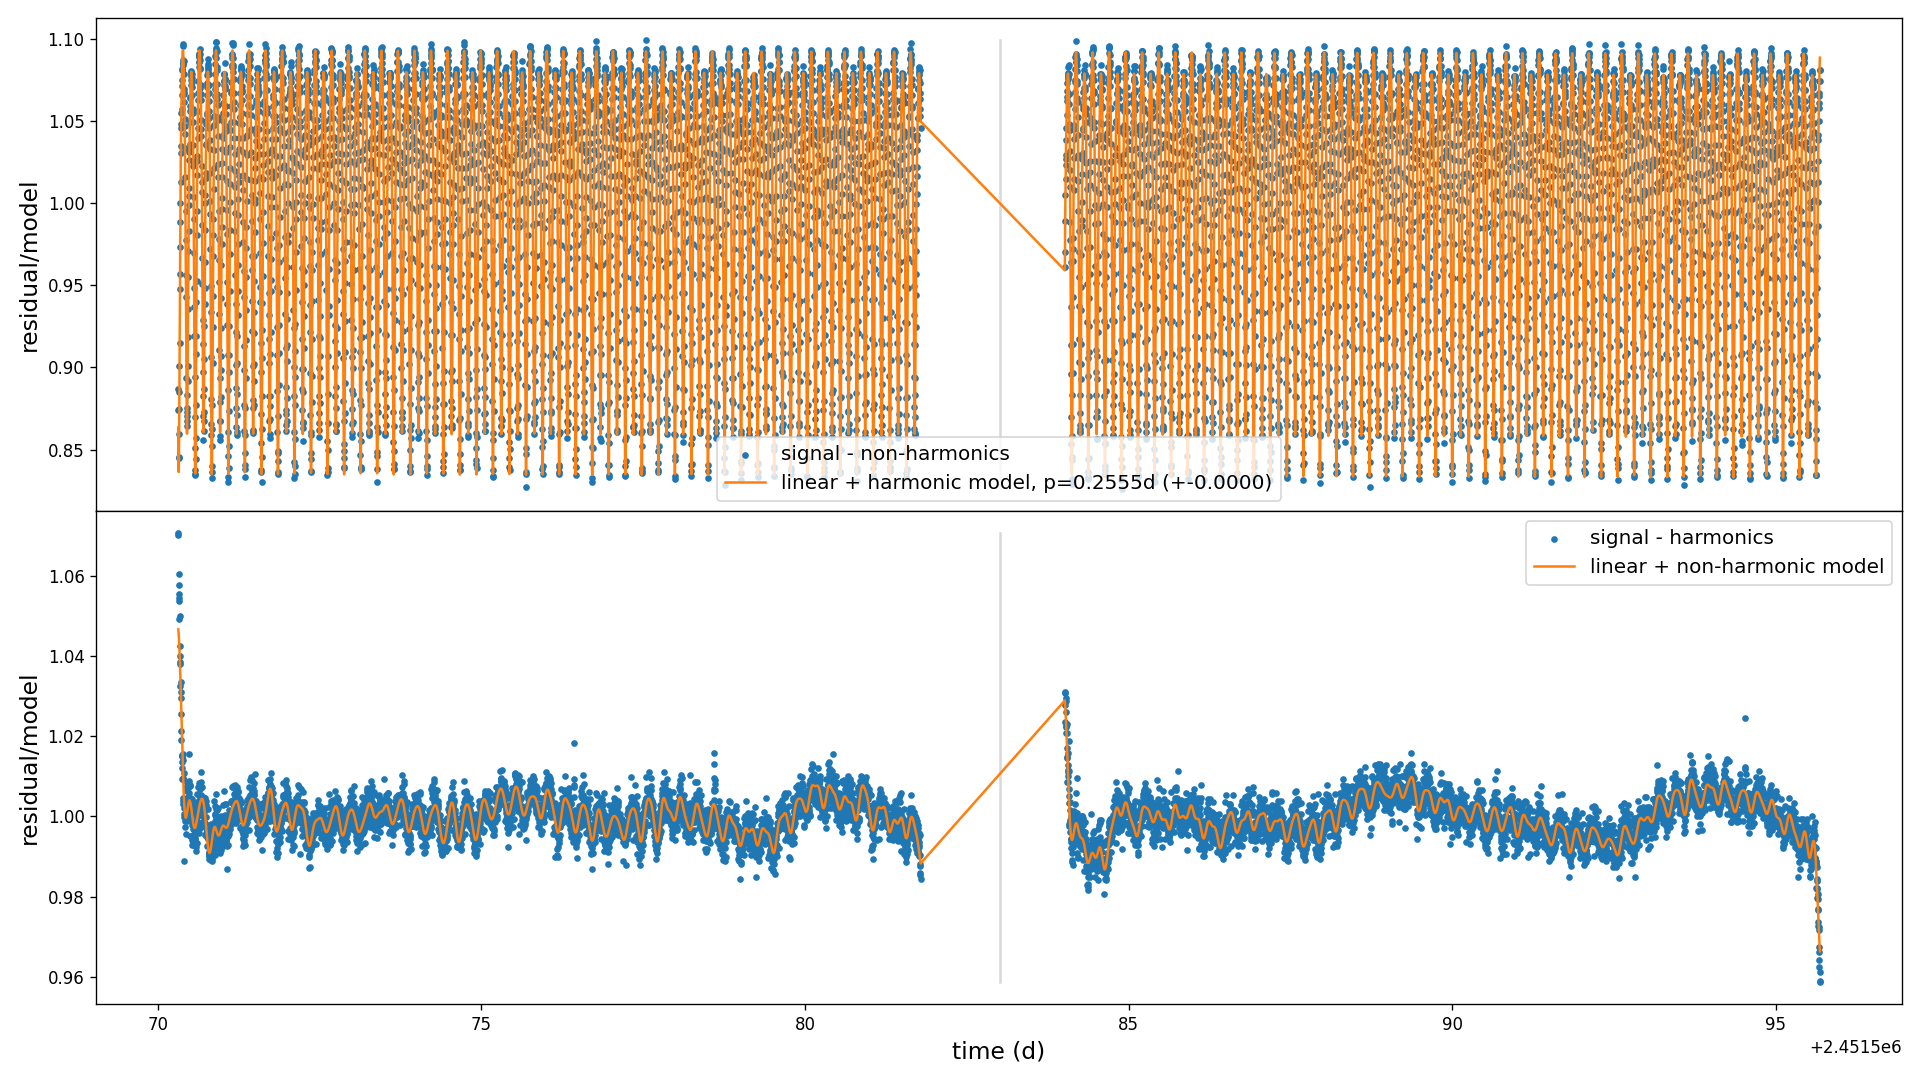 1.10
1.05
1.00
0.95
0.90
0.85
residual/model
signal - non-harmonics
linear + harmonic model, p=0.2555d (+-0.0000)
signal - harmonics
linear + non-harmonic model
1.06
1.04
1.02
1.00
0.98
0.96
residual/model
70
75
80
85
90
95
time (d)
+2.4515e6